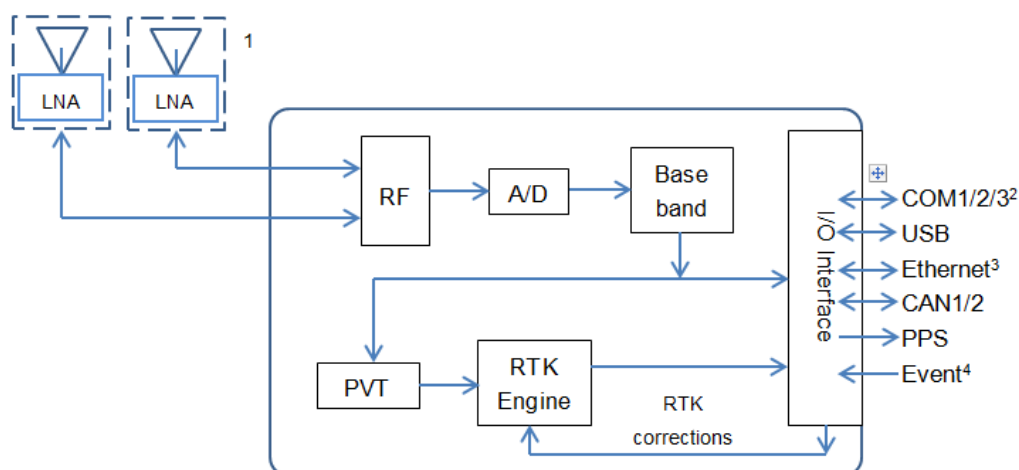 1
LNA
LNA
RF
A/D
Base
band
I/O Interface
COM1/2/3²
USB
Ethernet³
CAN1/2
PPS
Event⁴
PVT
RTK
Engine
RTK
corrections